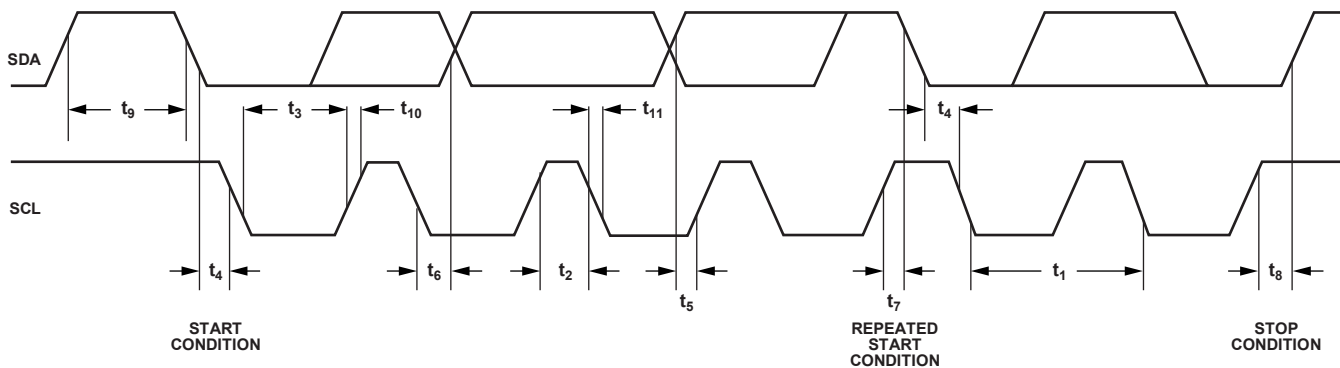 SDA
t9
t3
t10
t11
t4
SCL
t4
t6
t2
t5
t7
t1
t8
START
CONDITION
REPEATED
START
CONDITION
STOP
CONDITION